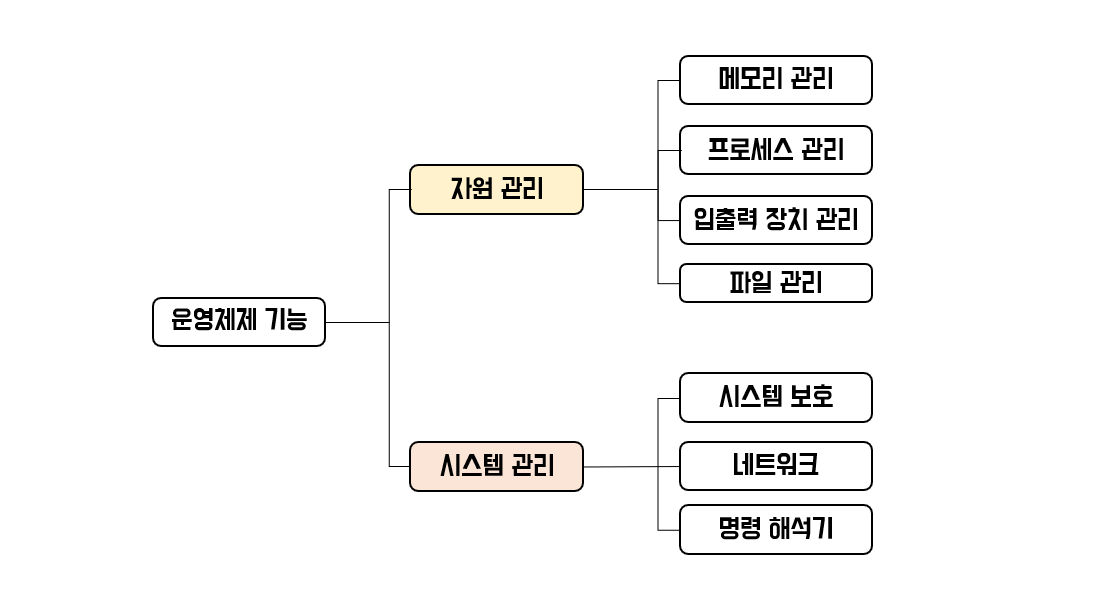 운영체제 기능
자원 관리
메모리 관리
프로세스 관리
입출력 장치 관리
파일 관리
시스템 관리
시스템 보호
네트워크
명령 해석기